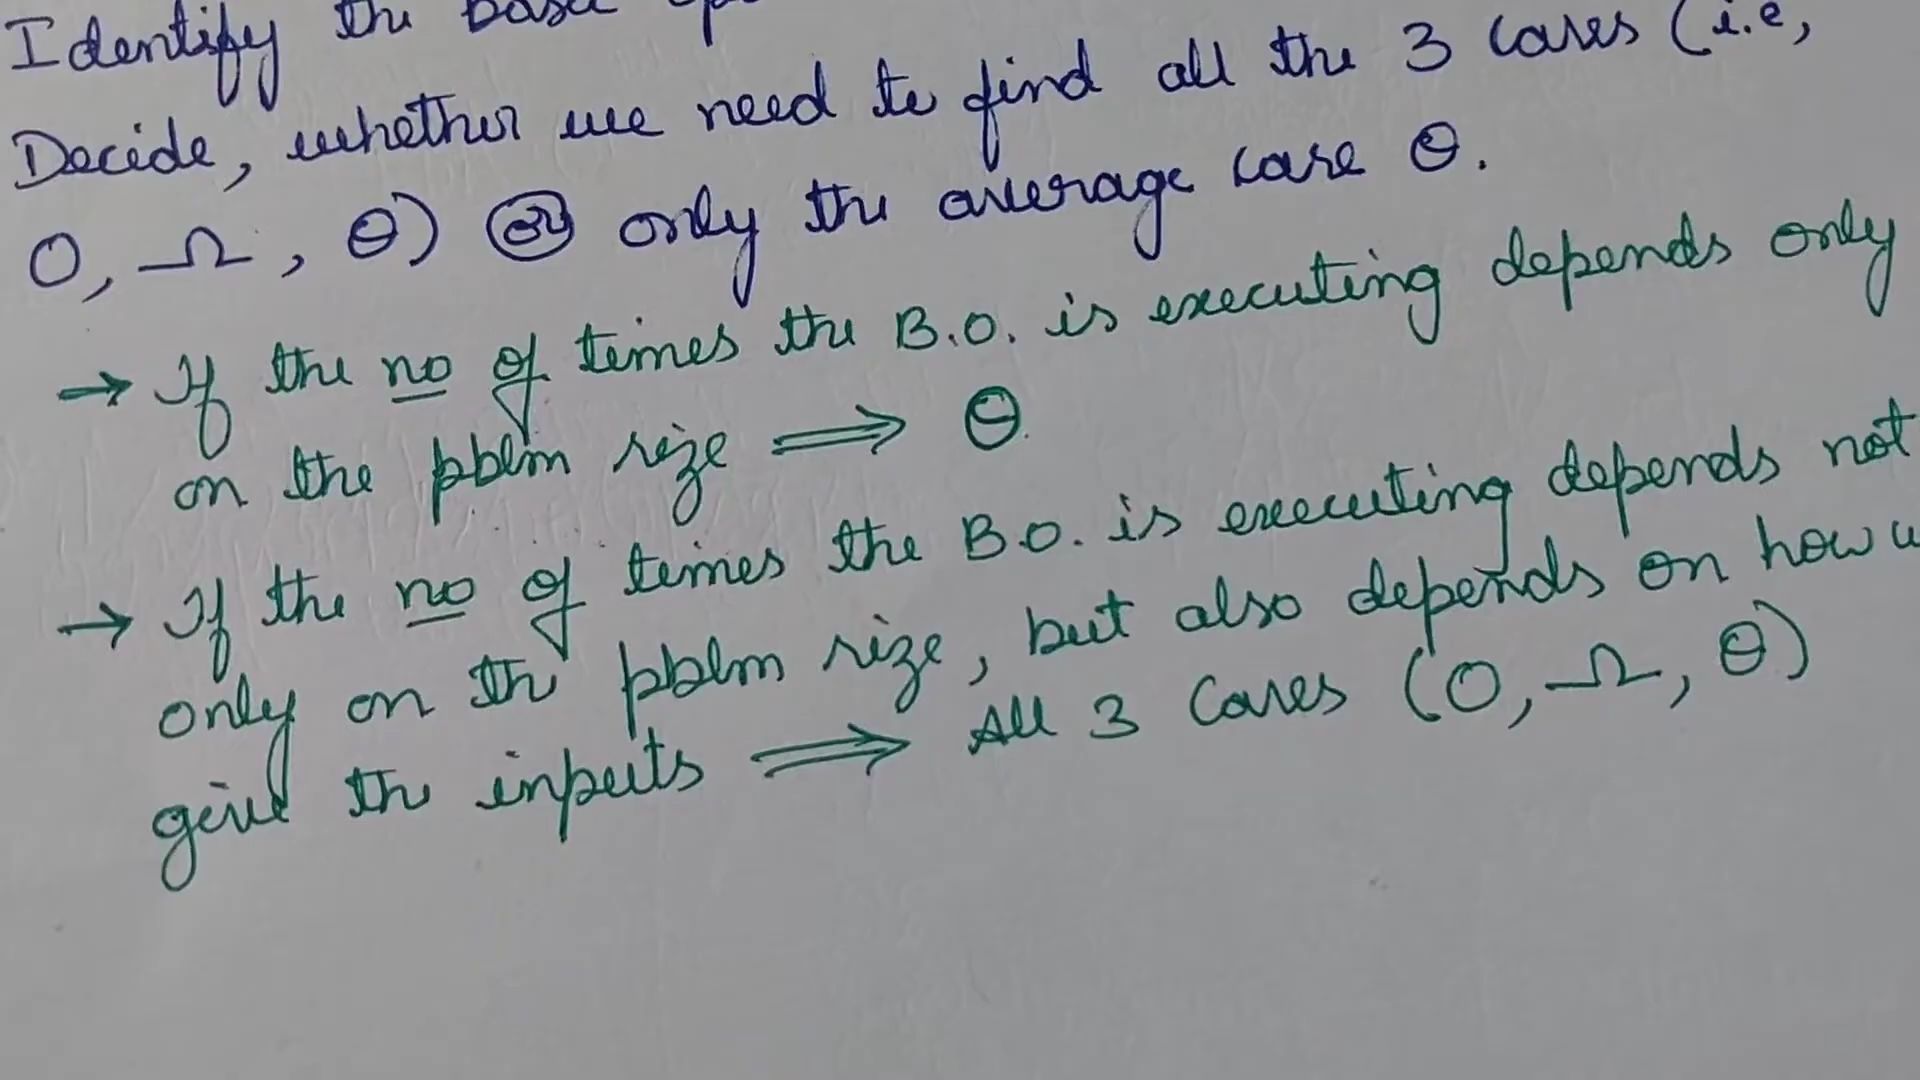 Identify the basic
Decide, whether we need to find all the 3 cases (i.e,
O, Ω, Θ) or only the average case Θ.
→ If the no of times the B.O. is executing depends only
on the pblm size ⟹ Θ
→ If the no of times the B.O. is executing depends not
only on the pblm size, but also depends on how
give the inputs ⟹ All 3 Cases (O, Ω, Θ)